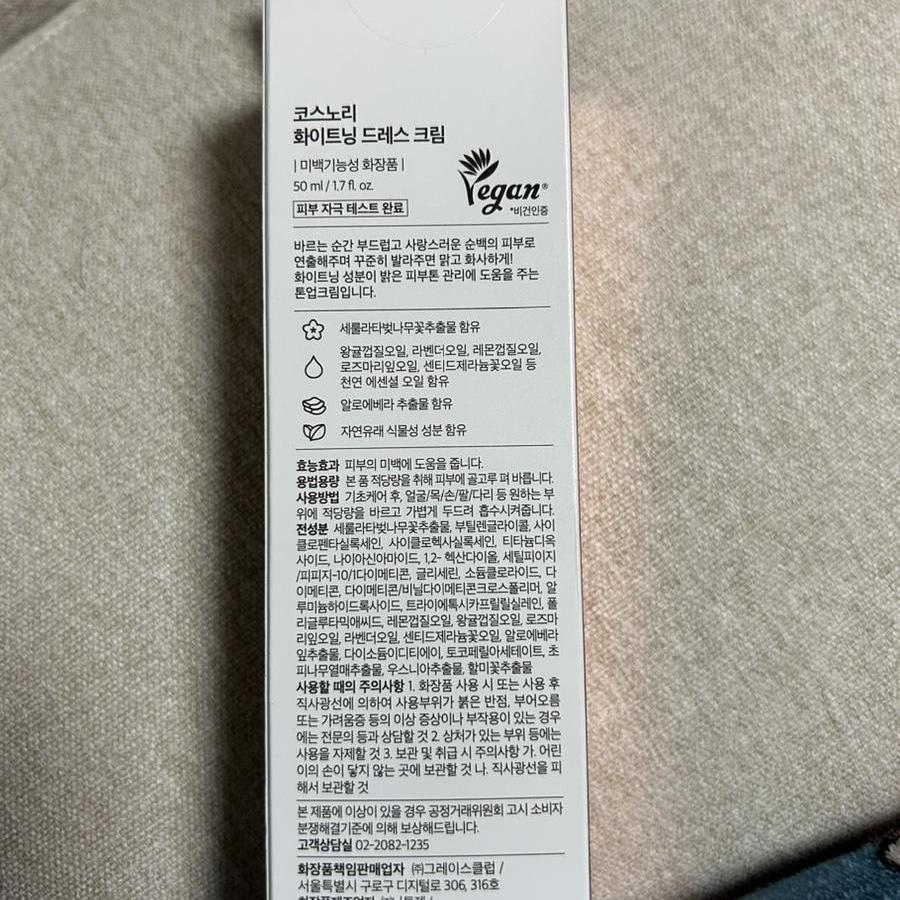 코스노리
화이트닝 드레스 크림
| 미백기능성 화장품 |
50 ml / 1.7 fl. oz.
피부 자극 테스트 완료
Vegan®
*비건인증
바르는 순간 부드럽고 사랑스러운 순백의 피부로
연출해주며 꾸준히 발라주면 맑고 화사하게!
화이트닝 성분이 밝은 피부톤 관리에 도움을 주는
톤업크림입니다.
세룰라타벚나무꽃추출물 함유
왕귤껍질오일, 라벤더오일, 레몬껍질오일,
로즈마리잎오일, 센티드제라늄꽃오일 등
천연 에센셜 오일 함유
알로에베라 추출물 함유
자연유래 식물성 성분 함유
효능효과 피부의 미백에 도움을 줍니다.
용법용량 본 품 적당량을 취해 피부에 골고루 펴 바릅니다.
사용방법 기초케어 후, 얼굴/목/손/팔/다리 등 원하는 부
위에 적당량을 바르고 가볍게 두드려 흡수시켜줍니다.
전성분 세룰라타벚나무꽃추출물, 부틸렌글라이콜, 사이
클로펜타실록세인, 사이클로헥사실록세인, 티타늄디옥
사이드, 나이아신아마이드, 1,2- 헥산다이올, 세틸피이지
/피피지-10/1다이메티콘, 글리세린, 소듐클로라이드, 다
이메티콘, 다이메티콘/비닐다이메티콘크로스폴리머, 알
루미늄하이드록사이드, 트라이에톡시카프릴릴실레인, 폴
리글루타믹애씨드, 레몬껍질오일, 왕귤껍질오일, 로즈마
리잎오일, 라벤더오일, 센티드제라늄꽃오일, 알로에베라
잎추출물, 다이소듐이디티에이, 토코페릴아세테이트, 초
피나무열매추출물, 우스니아추출물, 할미꽃추출물
사용할 때의 주의사항 1. 화장품 사용 시 또는 사용 후
직사광선에 의하여 사용부위가 붉은 반점, 부어오름
또는 가려움증 등의 이상 증상이나 부작용이 있는 경우
에는 전문의 등과 상담할 것 2. 상처가 있는 부위 등에는
사용을 자제할 것 3. 보관 및 취급 시 주의사항 가. 어린
이의 손이 닿지 않는 곳에 보관할 것 나. 직사광선을 피
해서 보관할 것
본 제품에 이상이 있을 경우 공정거래위원회 고시 소비자
분쟁해결기준에 의해 보상해드립니다.
고객상담실 02-2082-1235
화장품책임판매업자 ㈜그레이스클럽 /
서울특별시 구로구 디지털로 306, 316호